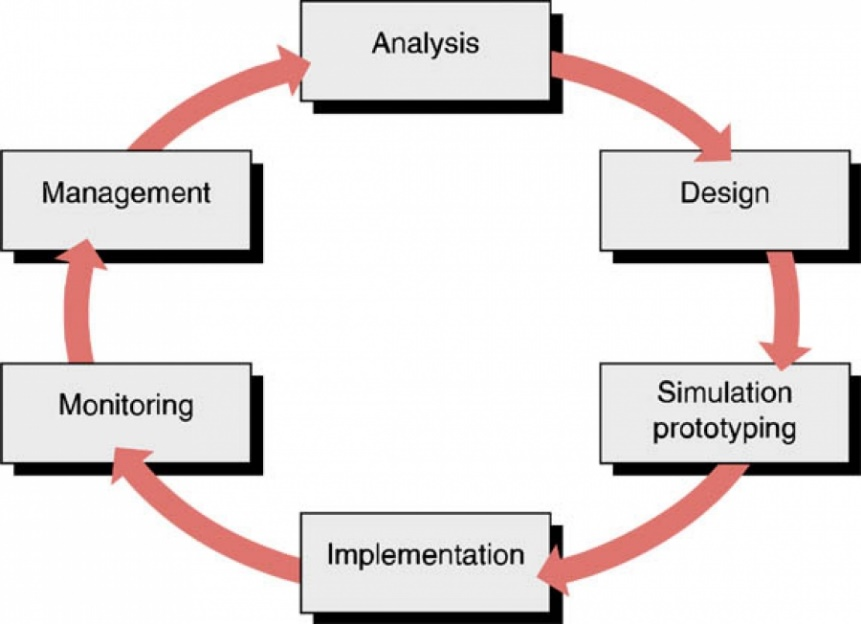 Analysis
Design
Simulation
prototyping
Implementation
Monitoring
Management